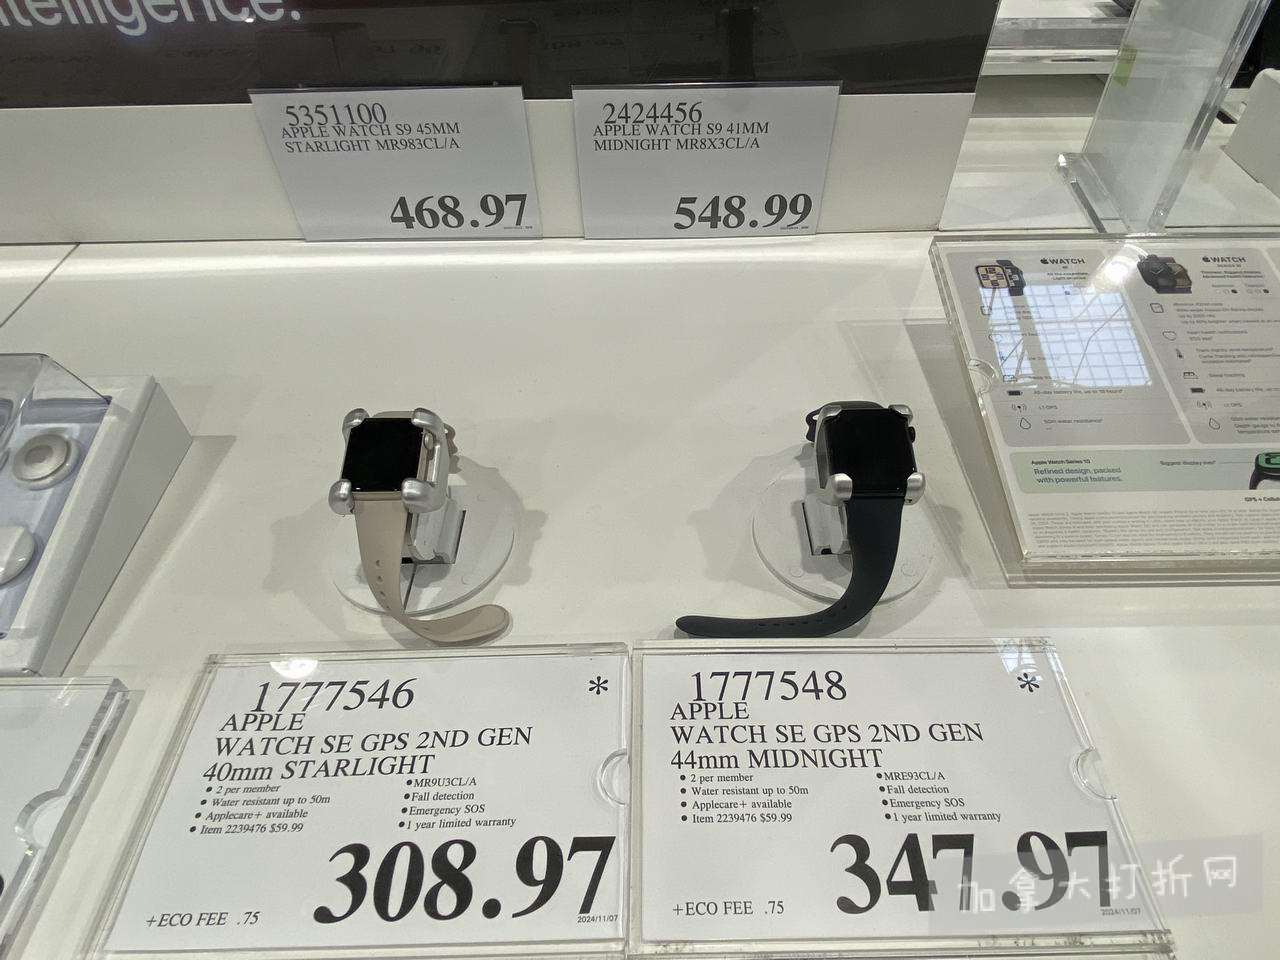 ntelligence.
5351100
APPLE WATCH S9 45MM
STARLIGHT MR983CL/A
468.97
2424456
APPLE WATCH S9 41MM
MIDNIGHT MR8X3CL/A
548.99
WATCH
SE
WATCH
Apple Watch Series 10
Refined design, packed
with powerful features.
1777546 *
APPLE
WATCH SE GPS 2ND GEN
40mm STARLIGHT
• 2 per member
• Water resistant up to 50m
• Applecare+ available
• Item 2239476 $59.99
• MR9U3CL/A
• Fall detection
• Emergency SOS
• 1 year limited warranty
308.97
+ECO FEE .75
2024/11/07
1777548 *
APPLE
WATCH SE GPS 2ND GEN
44mm MIDNIGHT
• 2 per member
• Water resistant up to 50m
• Applecare+ available
• Item 2239476 $59.99
• MRE93CL/A
• Fall detection
• Emergency SOS
• 1 year limited warranty
347.97
+ECO FEE .75
2024/11/07
加拿大打折网